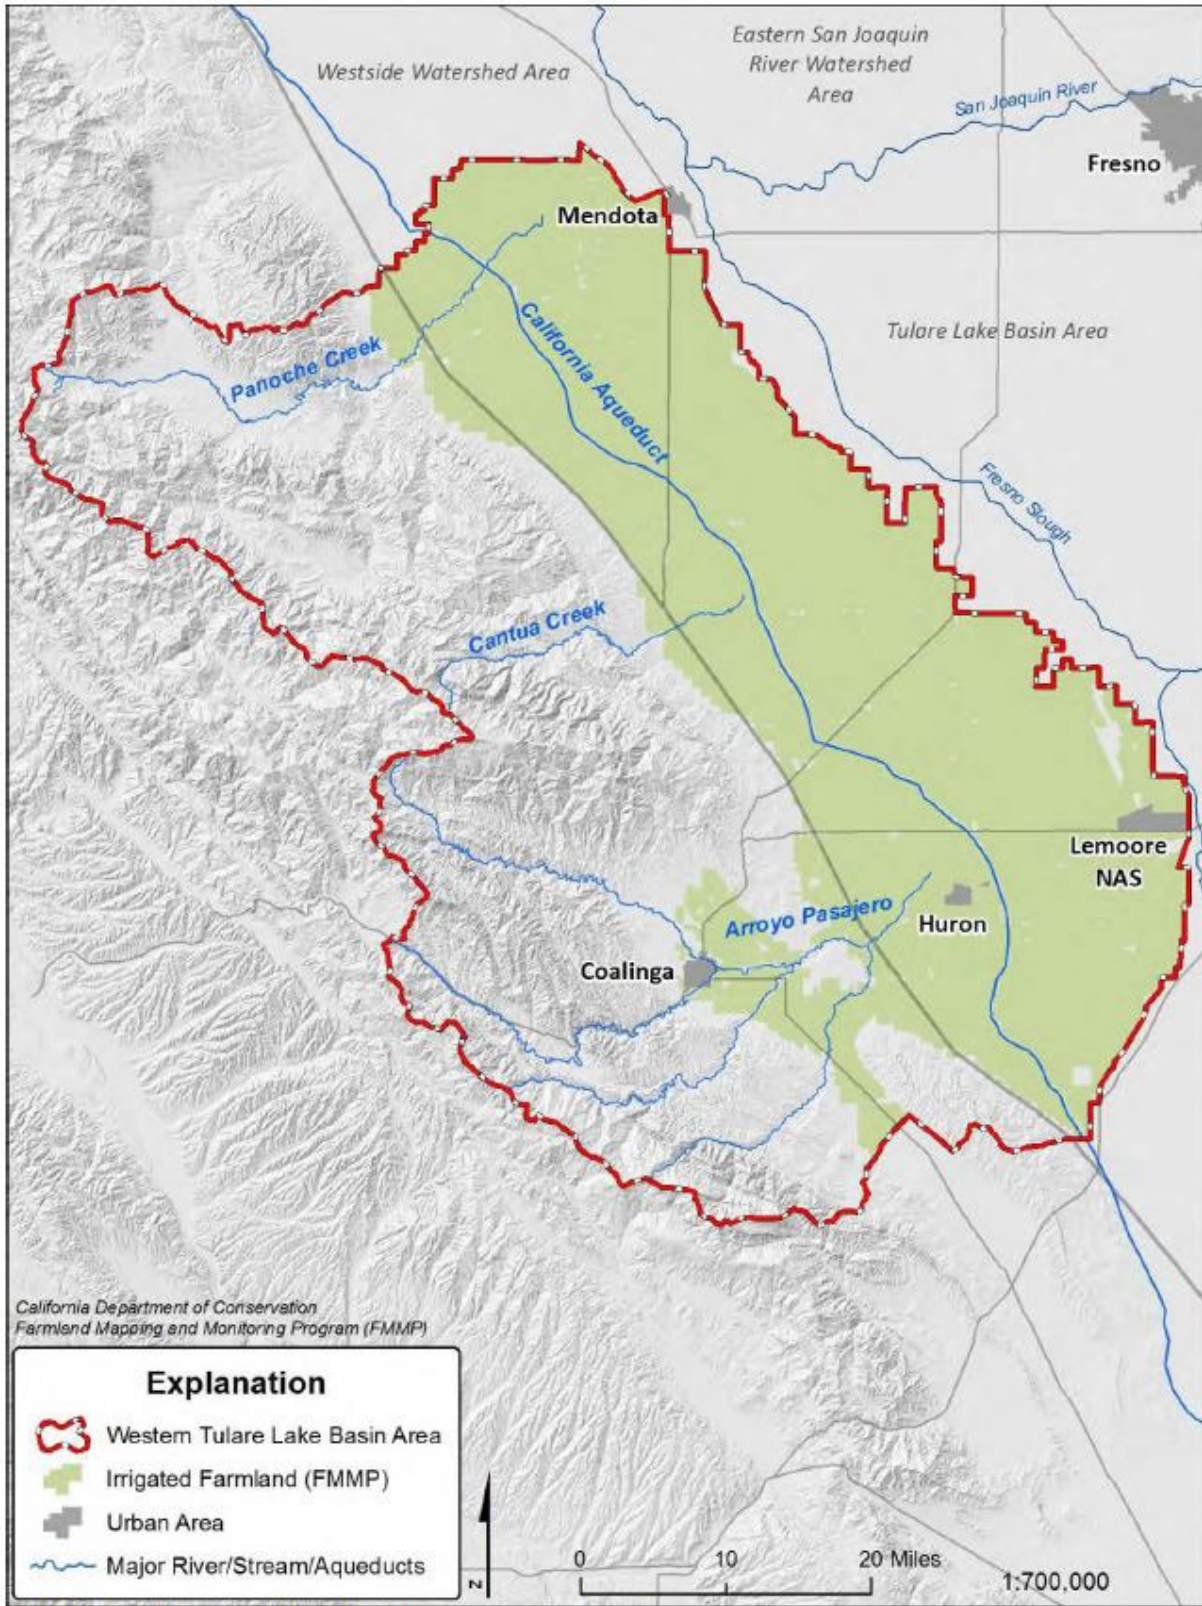 Westside Watershed Area
Eastern San Joaquin
River Watershed
Area
San Joaquin River
Fresno
Mendota
California Aqueduct
Tulare Lake Basin Area
Panoche Creek
Fresno Slough
Cantua Creek
Lemoore
NAS
Arroyo Pasajero
Huron
Coalinga
California Department of Conservation
Farmland Mapping and Monitoring Program (FMMP)
Explanation
Western Tulare Lake Basin Area
Irrigated Farmland (FMMP)
Urban Area
Major River/Stream/Aqueducts
N
0 10 20 Miles
1:700,000